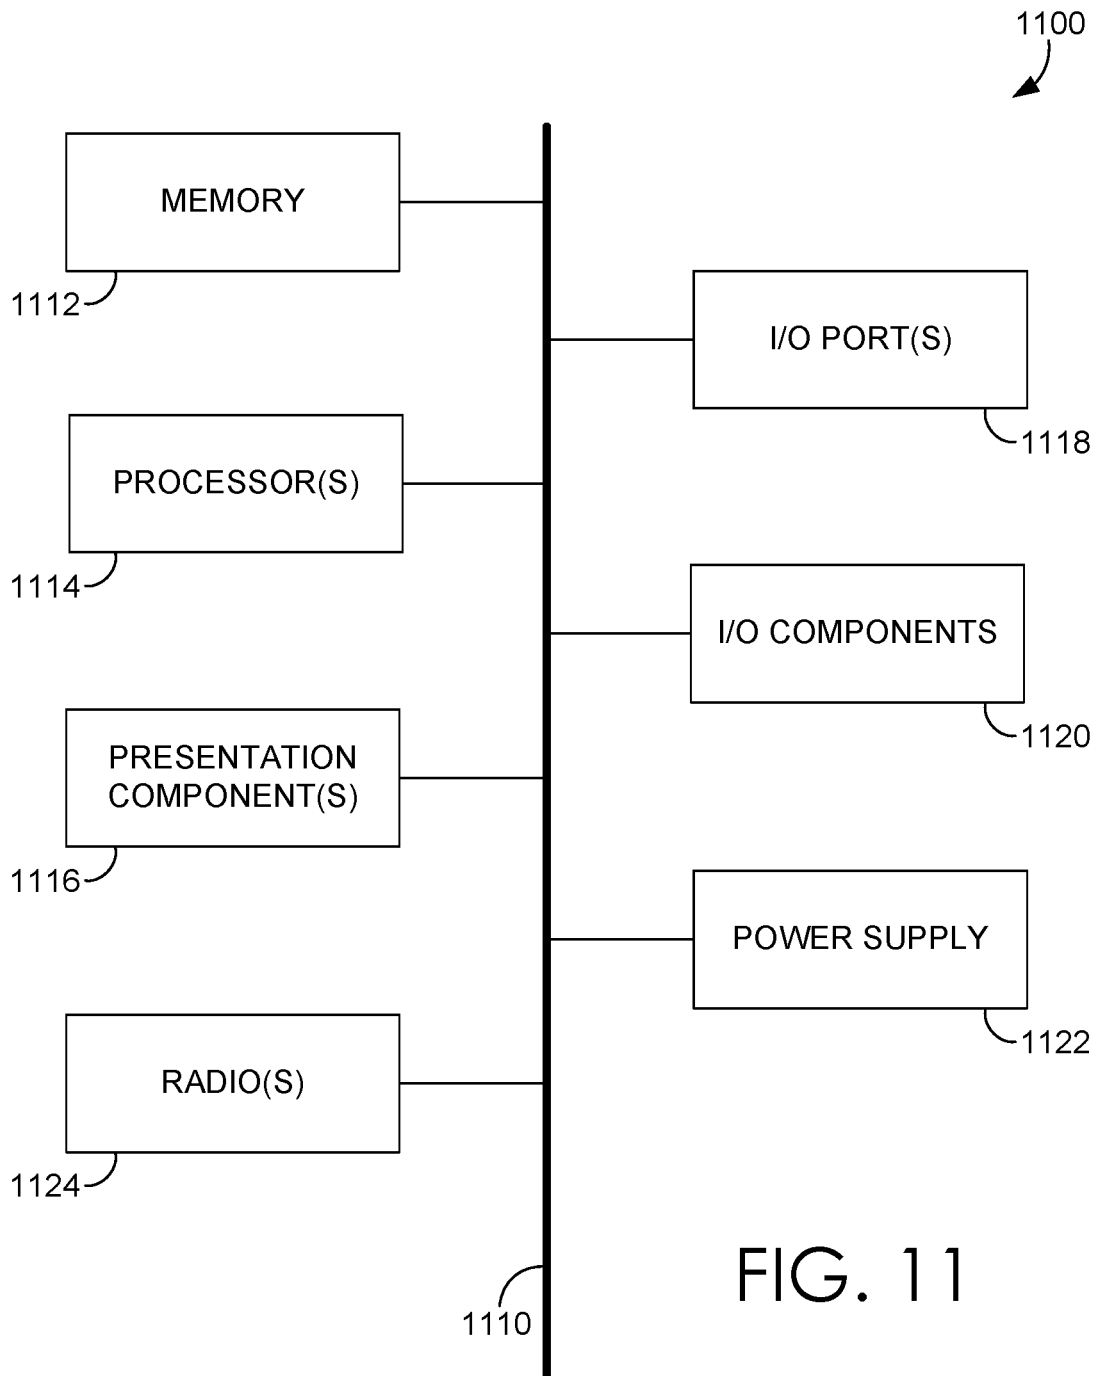 1100
MEMORY
1112
I/O PORT(S)
1118
PROCESSOR(S)
1114
I/O COMPONENTS
1120
PRESENTATION
COMPONENT(S)
1116
POWER SUPPLY
1122
RADIO(S)
1124
1110
FIG. 11